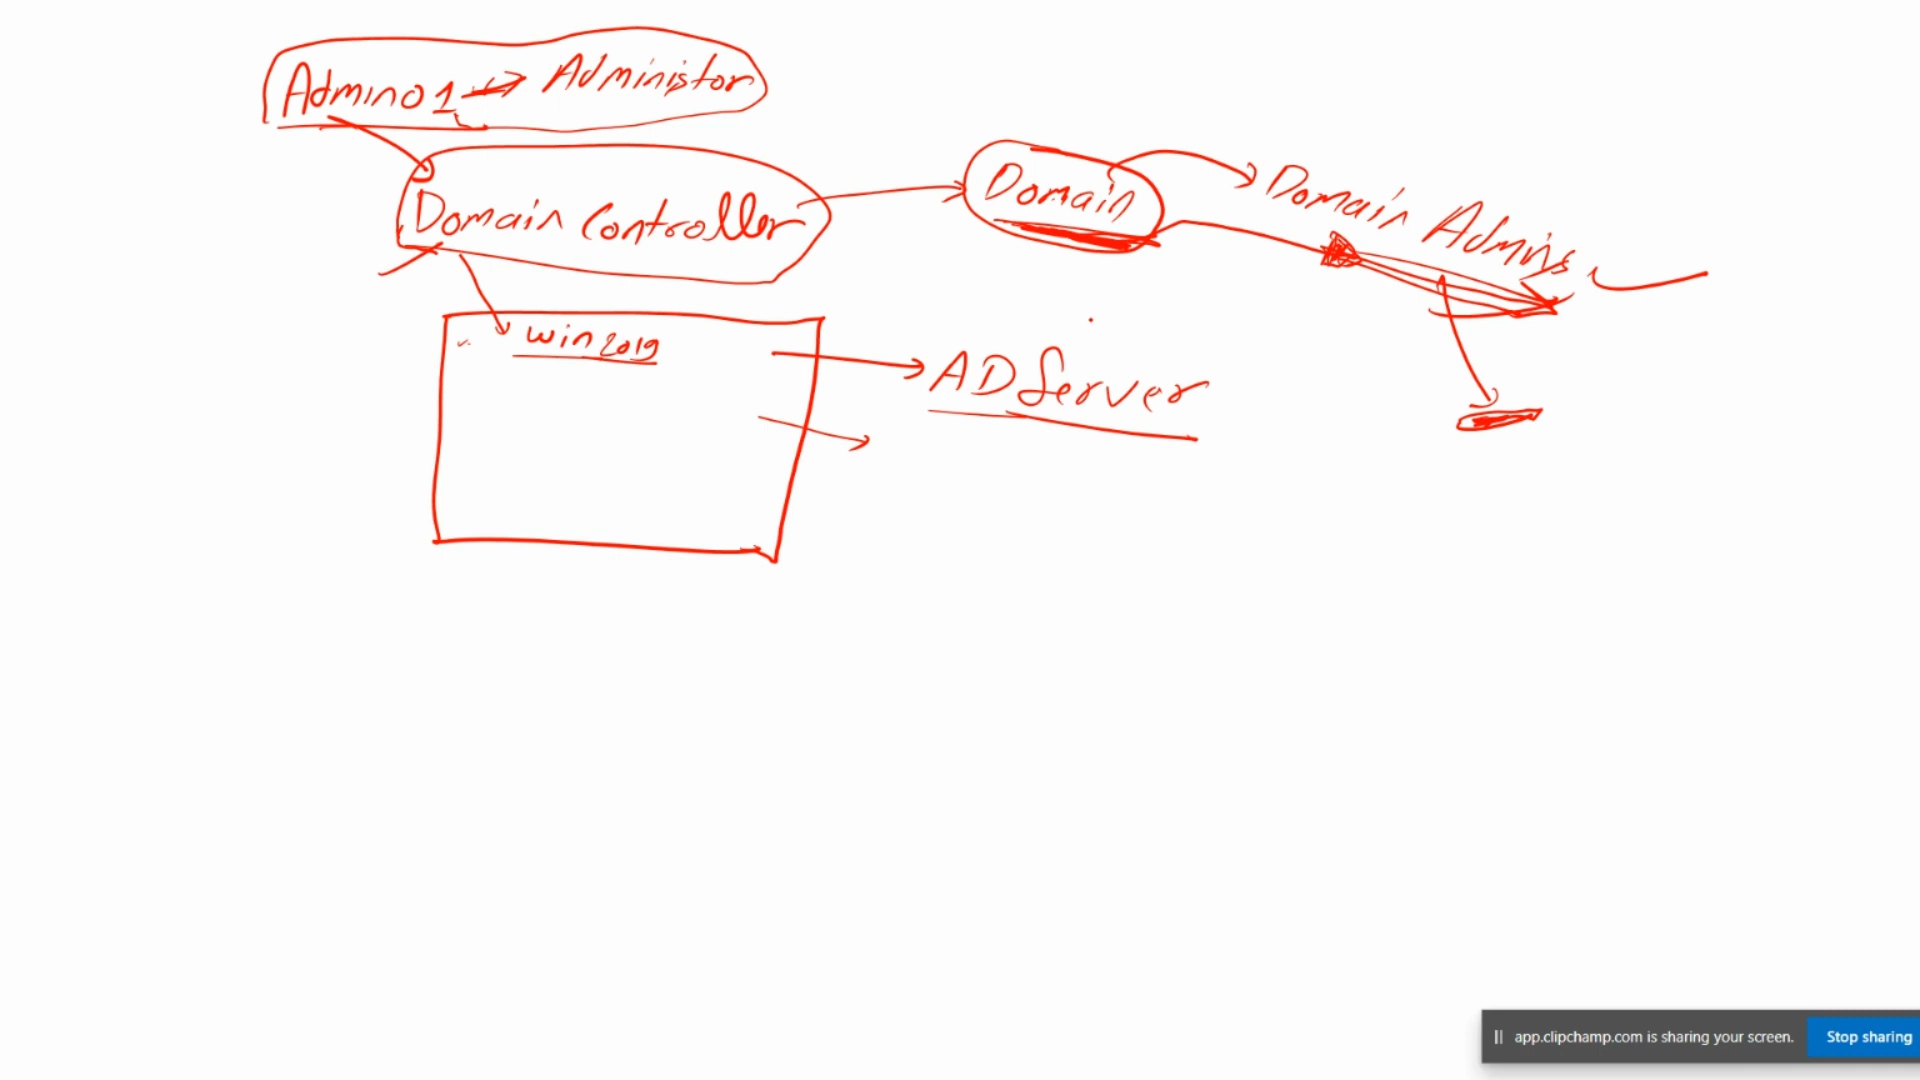 Admin01 → Administor
Domain Controller
Domain
Domain Admins
win2019
AD Server
app.clipchamp.com is sharing your screen.
Stop sharing